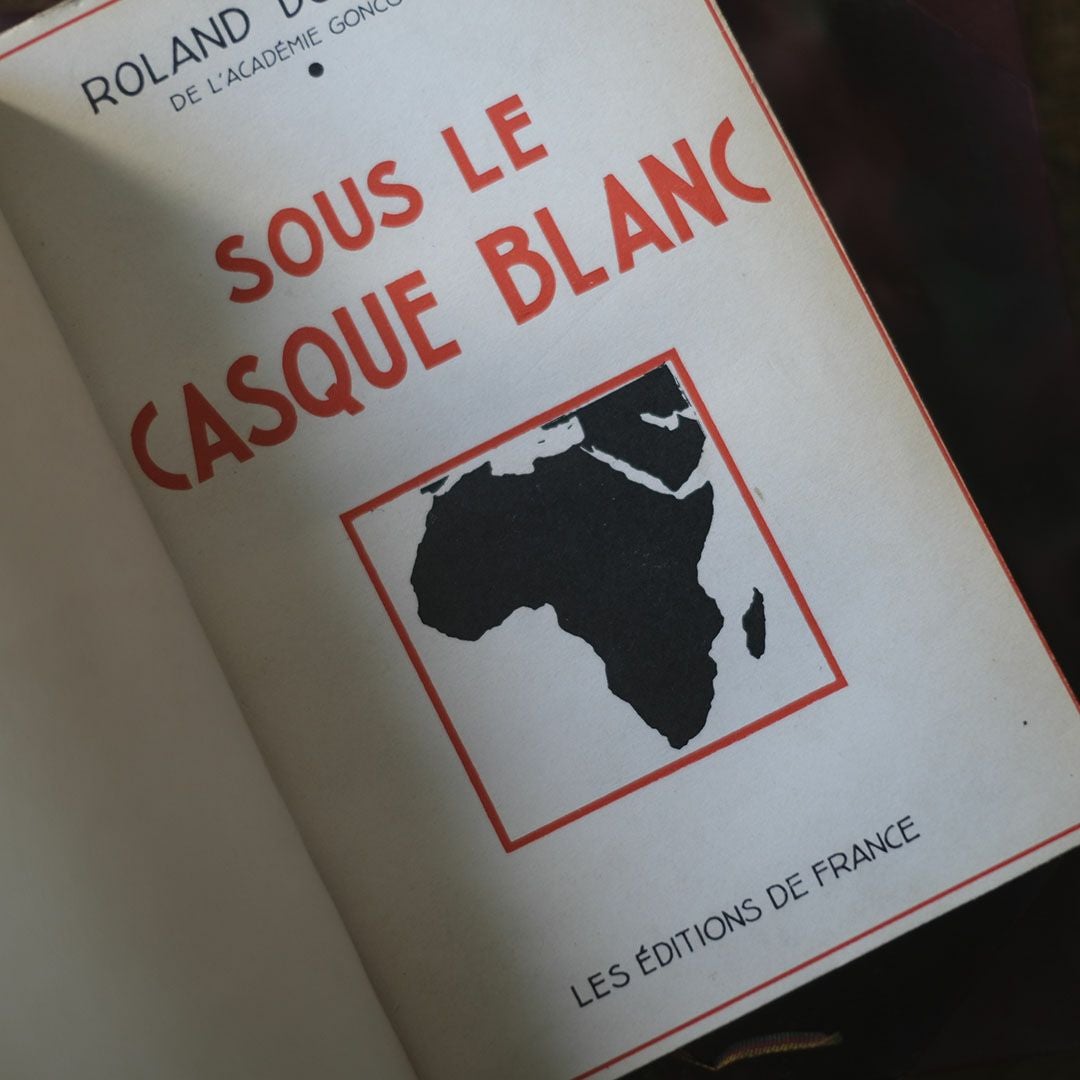 ROLAND
DE L'ACADÉMIE
SOUS LE
CASQUE BLANC
LES ÉDITIONS DE FRANCE